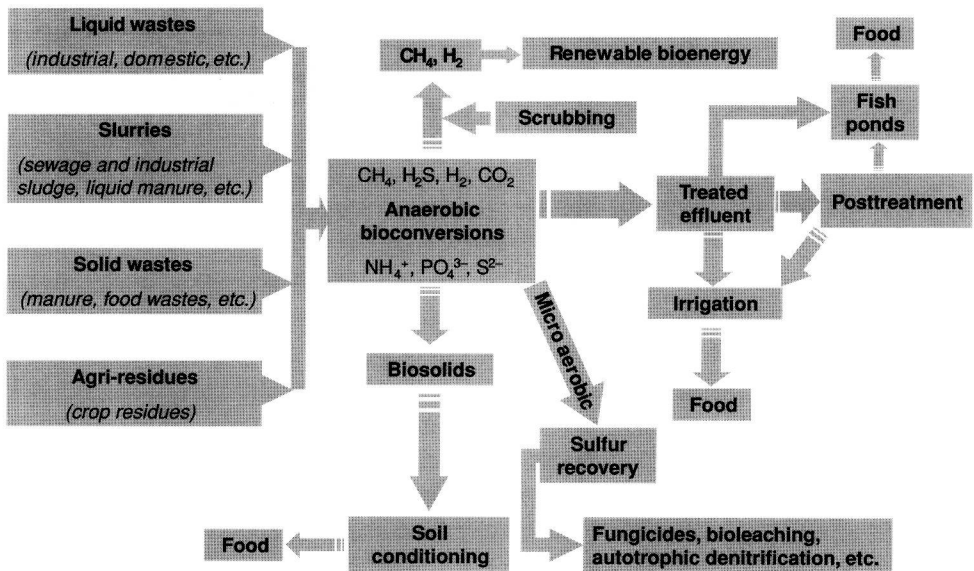 Liquid wastes
(industrial, domestic, etc.)
Slurries
(sewage and industrial
sludge, liquid manure, etc.)
Solid wastes
(manure, food wastes, etc.)
Agri-residues
(crop residues)
CH₄, H₂
Renewable bioenergy
Scrubbing
CH₄, H₂S, H₂, CO₂
Anaerobic
bioconversions
NH₄⁺, PO₄³⁻, S²⁻
Micro aerobic
Biosolids
Soil
conditioning
Food
Sulfur
recovery
Fungicides, bioleaching,
autotrophic denitrification, etc.
Treated
effluent
Posttreatment
Fish
ponds
Food
Irrigation
Food